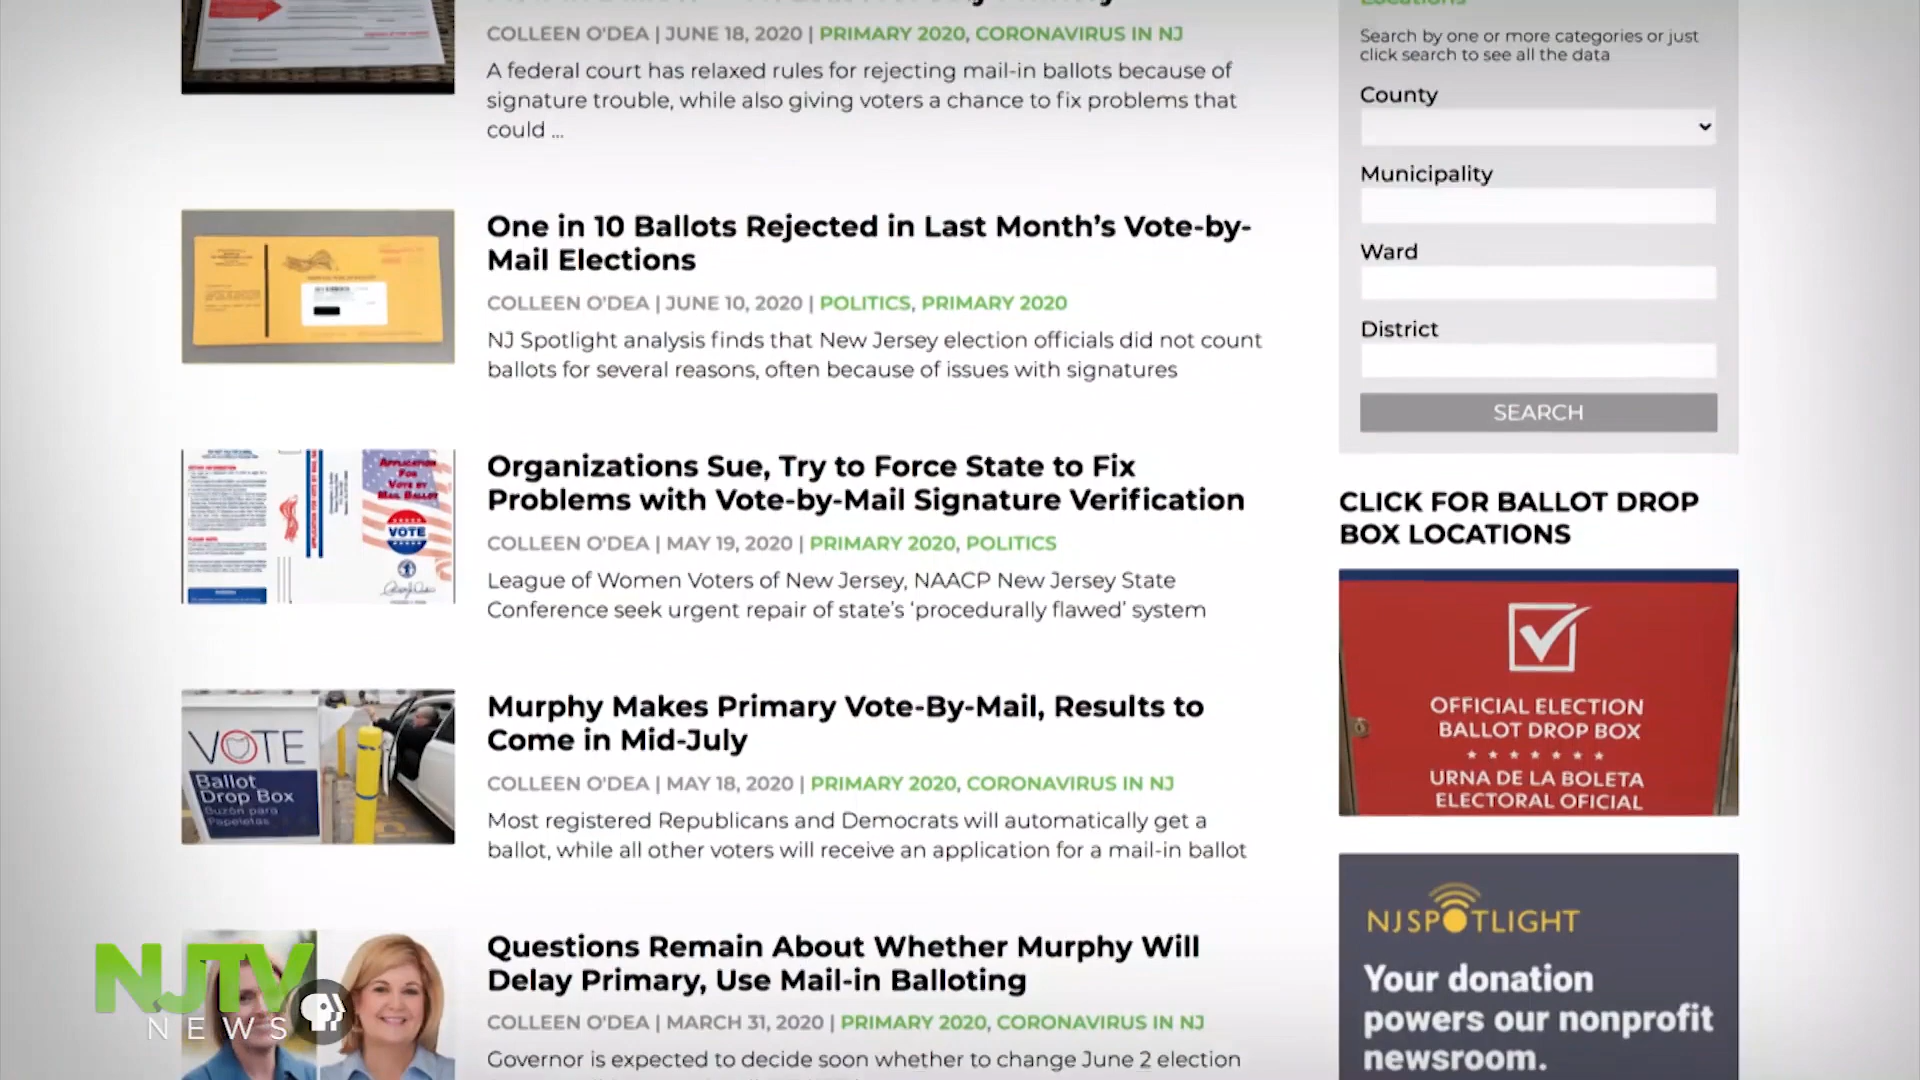 COLLEEN O'DEA | JUNE 18, 2020 | PRIMARY 2020, CORONAVIRUS IN NJ
A federal court has relaxed rules for rejecting mail-in ballots because of
signature trouble, while also giving voters a chance to fix problems that
could ...
One in 10 Ballots Rejected in Last Month's Vote-by-
Mail Elections
COLLEEN O'DEA | JUNE 10, 2020 | POLITICS, PRIMARY 2020
NJ Spotlight analysis finds that New Jersey election officials did not count
ballots for several reasons, often because of issues with signatures
APPLICATION
FOR
VOTE BY
MAIL BALLOT
VOTE
Organizations Sue, Try to Force State to Fix
Problems with Vote-by-Mail Signature Verification
COLLEEN O'DEA | MAY 19, 2020 | PRIMARY 2020, POLITICS
League of Women Voters of New Jersey, NAACP New Jersey State
Conference seek urgent repair of state's 'procedurally flawed' system
VOTE
Ballot
Drop Box
Buzón para
Papeletas
Murphy Makes Primary Vote-By-Mail, Results to
Come in Mid-July
COLLEEN O'DEA | MAY 18, 2020 | PRIMARY 2020, CORONAVIRUS IN NJ
Most registered Republicans and Democrats will automatically get a
ballot, while all other voters will receive an application for a mail-in ballot
Questions Remain About Whether Murphy Will
Delay Primary, Use Mail-in Balloting
COLLEEN O'DEA | MARCH 31, 2020 | PRIMARY 2020, CORONAVIRUS IN NJ
Governor is expected to decide soon whether to change June 2 election
NJTV
NEWS
Locations
Search by one or more categories or just
click search to see all the data
County
Municipality
Ward
District
SEARCH
CLICK FOR BALLOT DROP
BOX LOCATIONS
OFFICIAL ELECTION
BALLOT DROP BOX
URNA DE LA BOLETA
ELECTORAL OFICIAL
NJSPOTLIGHT
Your donation
powers our nonprofit
newsroom.